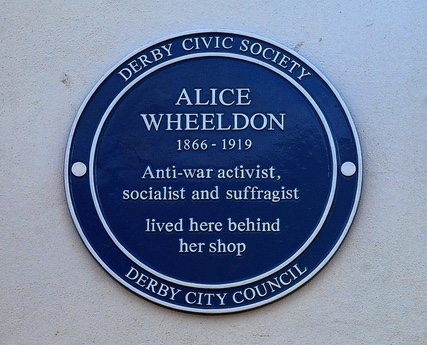 DERBY CIVIC SOCIETY
ALICE
WHEELDON
1866 - 1919
Anti-war activist,
socialist and suffragist
lived here behind
her shop
DERBY CITY COUNCIL